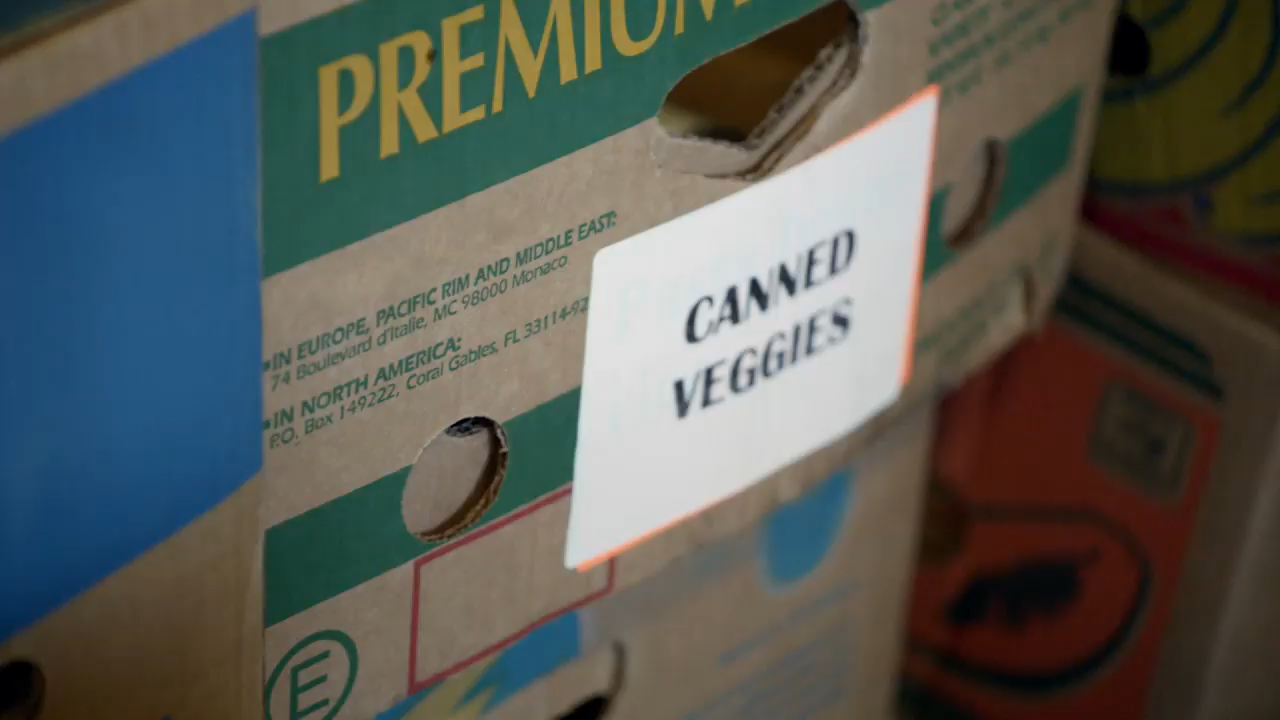 PREMIUM
•IN EUROPE, PACIFIC RIM AND MIDDLE EAST:
74 Boulevard d'Italie, MC 98000 Monaco
•IN NORTH AMERICA:
P.O. Box 149222, Coral Gables, FL 33114-92
CANNED
VEGGIES
E